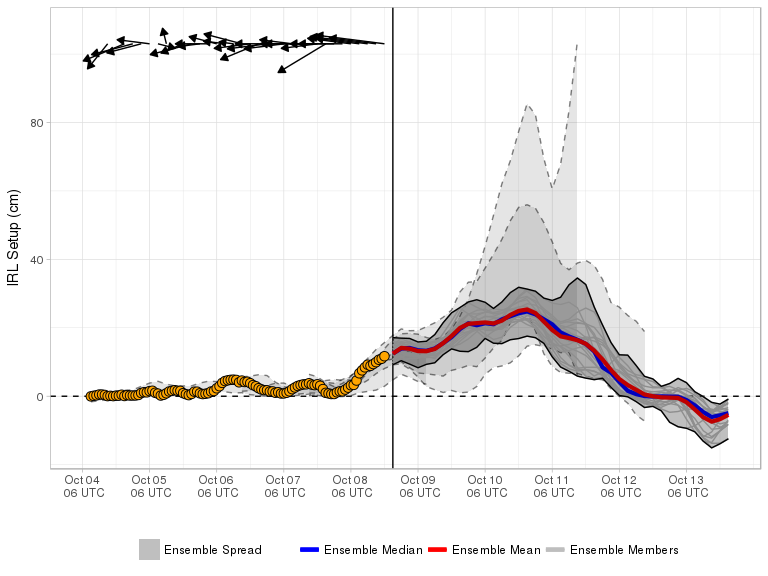 IRL Setup (cm)
80
40
0
Oct 04 Oct 05 Oct 06 Oct 07 Oct 08 Oct 09 Oct 10 Oct 11 Oct 12 Oct 13
06 UTC 06 UTC 06 UTC 06 UTC 06 UTC 06 UTC 06 UTC 06 UTC 06 UTC 06 UTC
Ensemble Spread Ensemble Median Ensemble Mean Ensemble Members